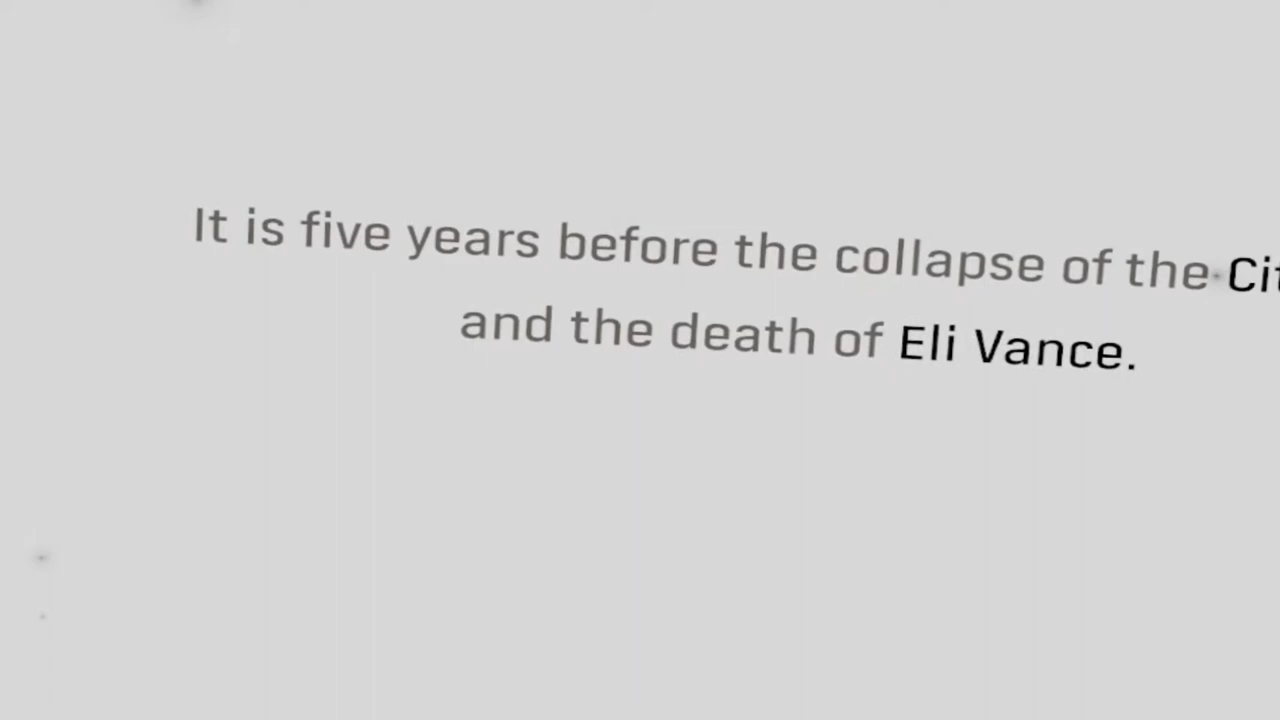 It is five years before the collapse of the
and the death of Eli Vance.